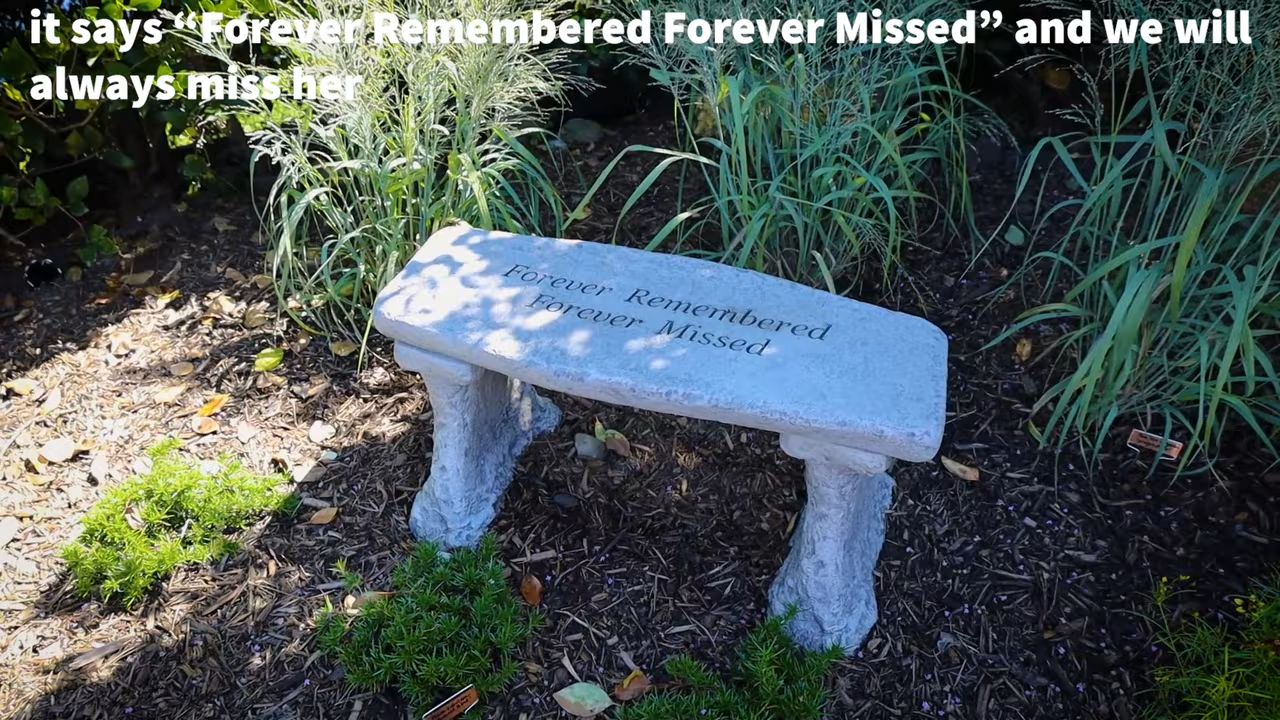 it says “Forever Remembered Forever Missed” and we will
always miss her
Forever Remembered
Forever Missed